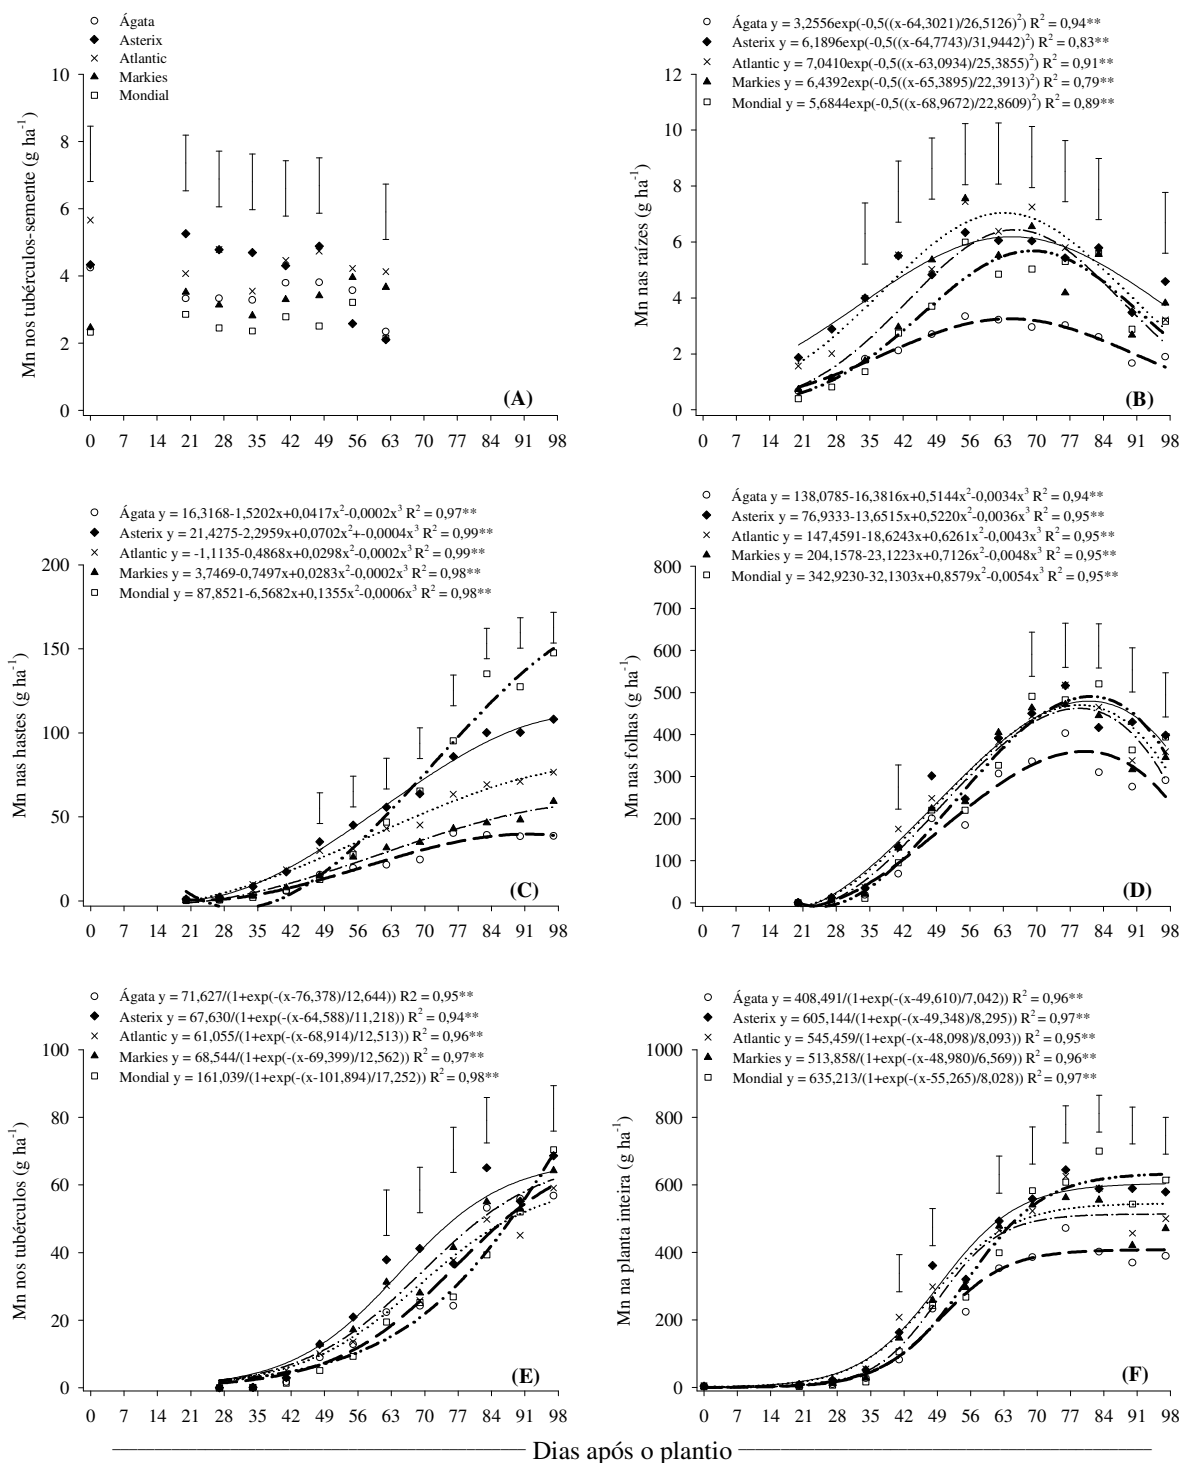 Ágata
Asterix
Atlantic
Markies
Mondial
Mn nos tubérculos-semente (g ha⁻¹)
10
8
6
4
2
0
(A)
0 7 14 21 28 35 42 49 56 63 70 77 84 91 98
Ágata y = 3,2556exp(-0,5((x-64,3021)/26,5126)²) R² = 0,94**
Asterix y = 6,1896exp(-0,5((x-64,7743)/31,9442)²) R² = 0,83**
Atlantic y = 7,0410exp(-0,5((x-63,0934)/25,3855)²) R² = 0,91**
Markies y = 6,4392exp(-0,5((x-65,3895)/22,3913)²) R² = 0,79**
Mondial y = 5,6844exp(-0,5((x-68,9672)/22,8609)²) R² = 0,89**
Mn nas raízes (g ha⁻¹)
12
10
8
6
4
2
0
(B)
0 7 14 21 28 35 42 49 56 63 70 77 84 91 98
Ágata y = 16,3168-1,5202x+0,0417x²-0,0002x³ R² = 0,97**
Asterix y = 21,4275-2,2959x+0,0702x²+-0,0004x³ R² = 0,99**
Atlantic y = -1,1135-0,4868x+0,0298x²-0,0002x³ R² = 0,99**
Markies y = 3,7469-0,7497x+0,0283x²-0,0002x³ R² = 0,98**
Mondial y = 87,8521-6,5682x+0,1355x²-0,0006x³ R² = 0,98**
Mn nas hastes (g ha⁻¹)
200
150
100
50
0
(C)
0 7 14 21 28 35 42 49 56 63 70 77 84 91 98
Ágata y = 138,0785-16,3816x+0,5144x²-0,0034x³ R² = 0,94**
Asterix y = 76,9333-13,6515x+0,5220x²-0,0036x³ R² = 0,95**
Atlantic y = 147,4591-18,6243x+0,6261x²-0,0043x³ R² = 0,95**
Markies y = 204,1578-23,1223x+0,7126x²-0,0048x³ R² = 0,95**
Mondial y = 342,9230-32,1303x+0,8579x²-0,0054x³ R² = 0,95**
Mn nas folhas (g ha⁻¹)
800
700
600
500
400
300
200
100
0
(D)
0 7 14 21 28 35 42 49 56 63 70 77 84 91 98
Ágata y = 71,627/(1+exp(-(x-76,378)/12,644)) R2 = 0,95**
Asterix y = 67,630/(1+exp(-(x-64,588)/11,218)) R² = 0,94**
Atlantic y = 61,055/(1+exp(-(x-68,914)/12,513)) R² = 0,96**
Markies y = 68,544/(1+exp(-(x-69,399)/12,562)) R² = 0,97**
Mondial y = 161,039/(1+exp(-(x-101,894)/17,252)) R² = 0,98**
Mn nos tubérculos (g ha⁻¹)
100
80
60
40
20
0
(E)
0 7 14 21 28 35 42 49 56 63 70 77 84 91 98
Ágata y = 408,491/(1+exp(-(x-49,610)/7,042)) R² = 0,96**
Asterix y = 605,144/(1+exp(-(x-49,348)/8,295)) R² = 0,97**
Atlantic y = 545,459/(1+exp(-(x-48,098)/8,093)) R² = 0,95**
Markies y = 513,858/(1+exp(-(x-48,980)/6,569)) R² = 0,96**
Mondial y = 635,213/(1+exp(-(x-55,265)/8,028)) R² = 0,97**
Mn na planta inteira (g ha⁻¹)
1000
800
600
400
200
0
(F)
0 7 14 21 28 35 42 49 56 63 70 77 84 91 98
Dias após o plantio